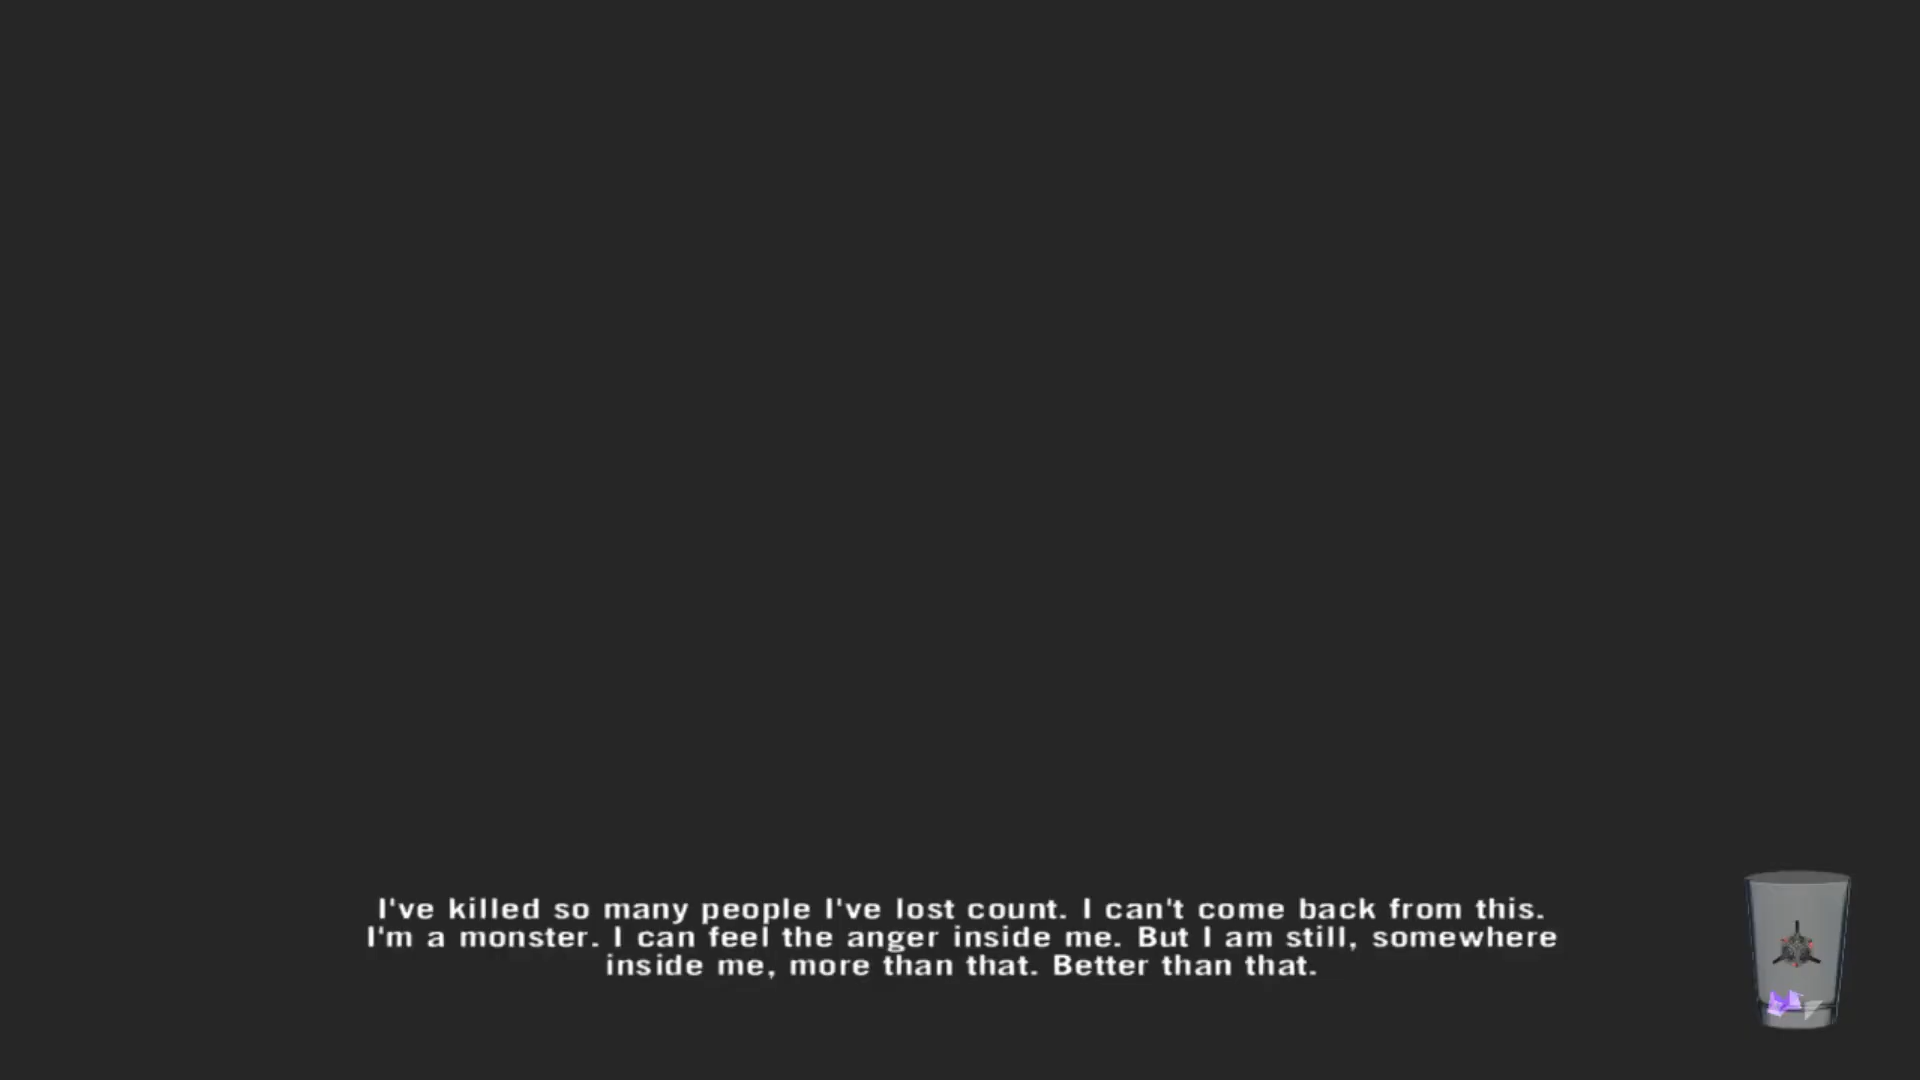 I've killed so many people I've lost count. I can't come back from this.
I'm a monster. I can feel the anger inside me. But I am still, somewhere
inside me, more than that. Better than that.